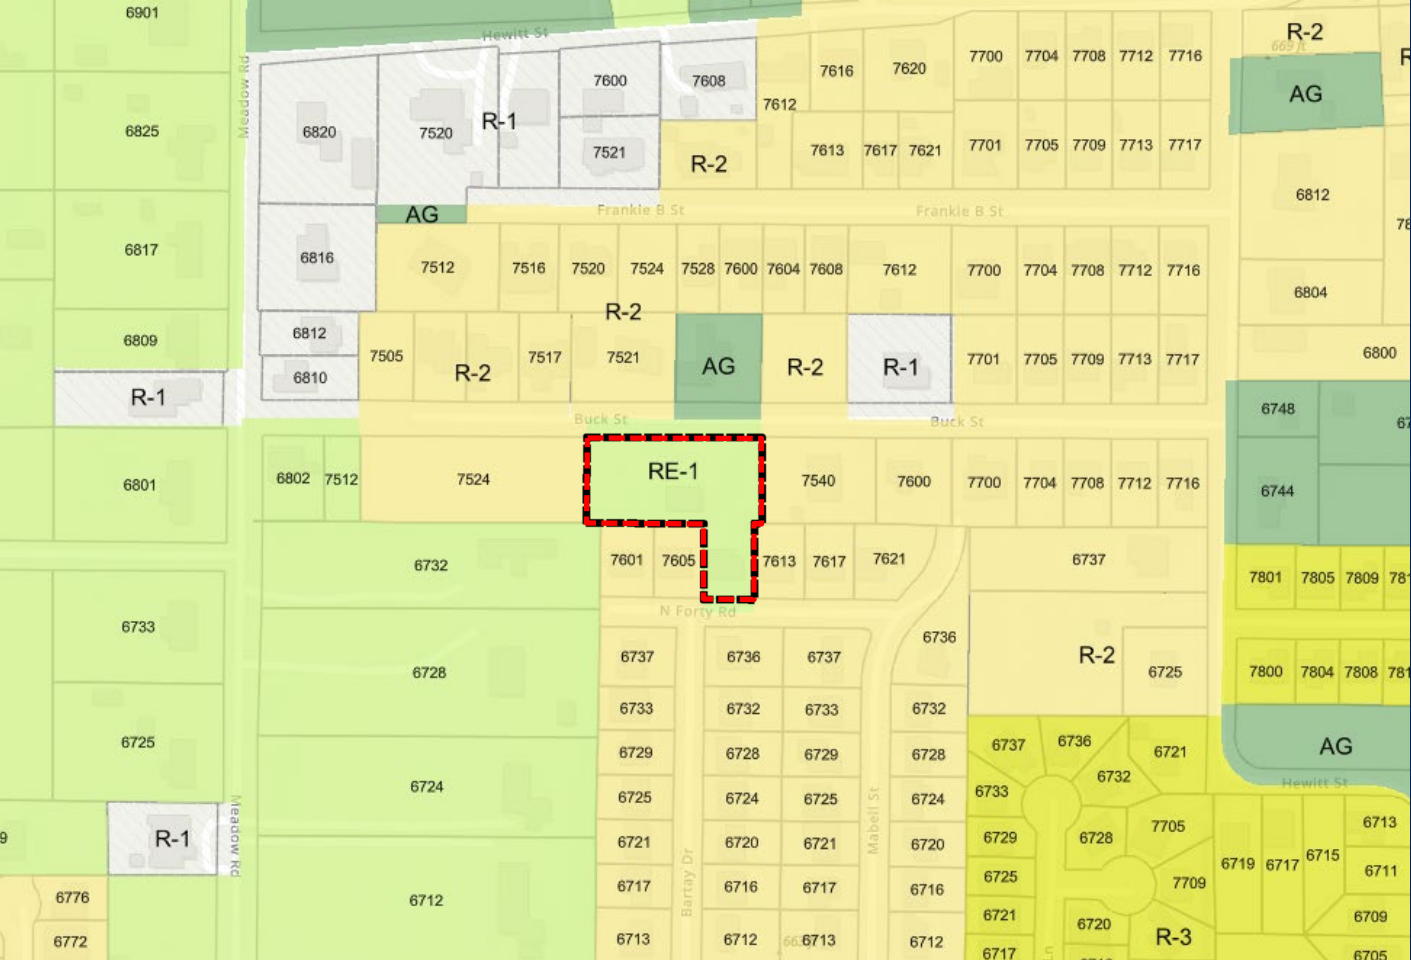 6901
Hewitt St
R-2
669 ft
7700 7704 7708 7712 7716
7616 7620
7600 7608
AG
7612
Meadow Rd
6825 6820 7520 R-1
7521
7613 7617 7621 7701 7705 7709 7713 7717
R-2
6812
AG Frankie B St Frankie B St
6817 6816
7512 7516 7520 7524 7528 7600 7604 7608 7612 7700 7704 7708 7712 7716
6804
R-2
6809 6812
7505 R-2 7517 7521 AG R-2 R-1 7701 7705 7709 7713 7717
6800
6810
R-1
6748
Buck St Buck St
RE-1
6801 6802 7512 7524 7540 7600 7700 7704 7708 7712 7716
6744
6732 7601 7605 7613 7617 7621 6737
7801 7805 7809
N Forty Rd
6733 6736
6728 6737 6736 6737 R-2 6725 7800 7804 7808
6733 6732 6733 6732
6725 6737 6736 6721 AG
6729 6728 6729 6728
6732
Hewitt St
6724 6725 6724 6725 6724 6733
Meadow Rd
Mabell St
R-1
6721 6720 6721 6720 6729 6728 7705 6713
6719 6717 6715
6711
6712 6717 6716 6717 6716 6725 7709
Bartay Dr
6776
6721 6720 6709
6772 6713 6712 6713 6712 R-3
6717 6705